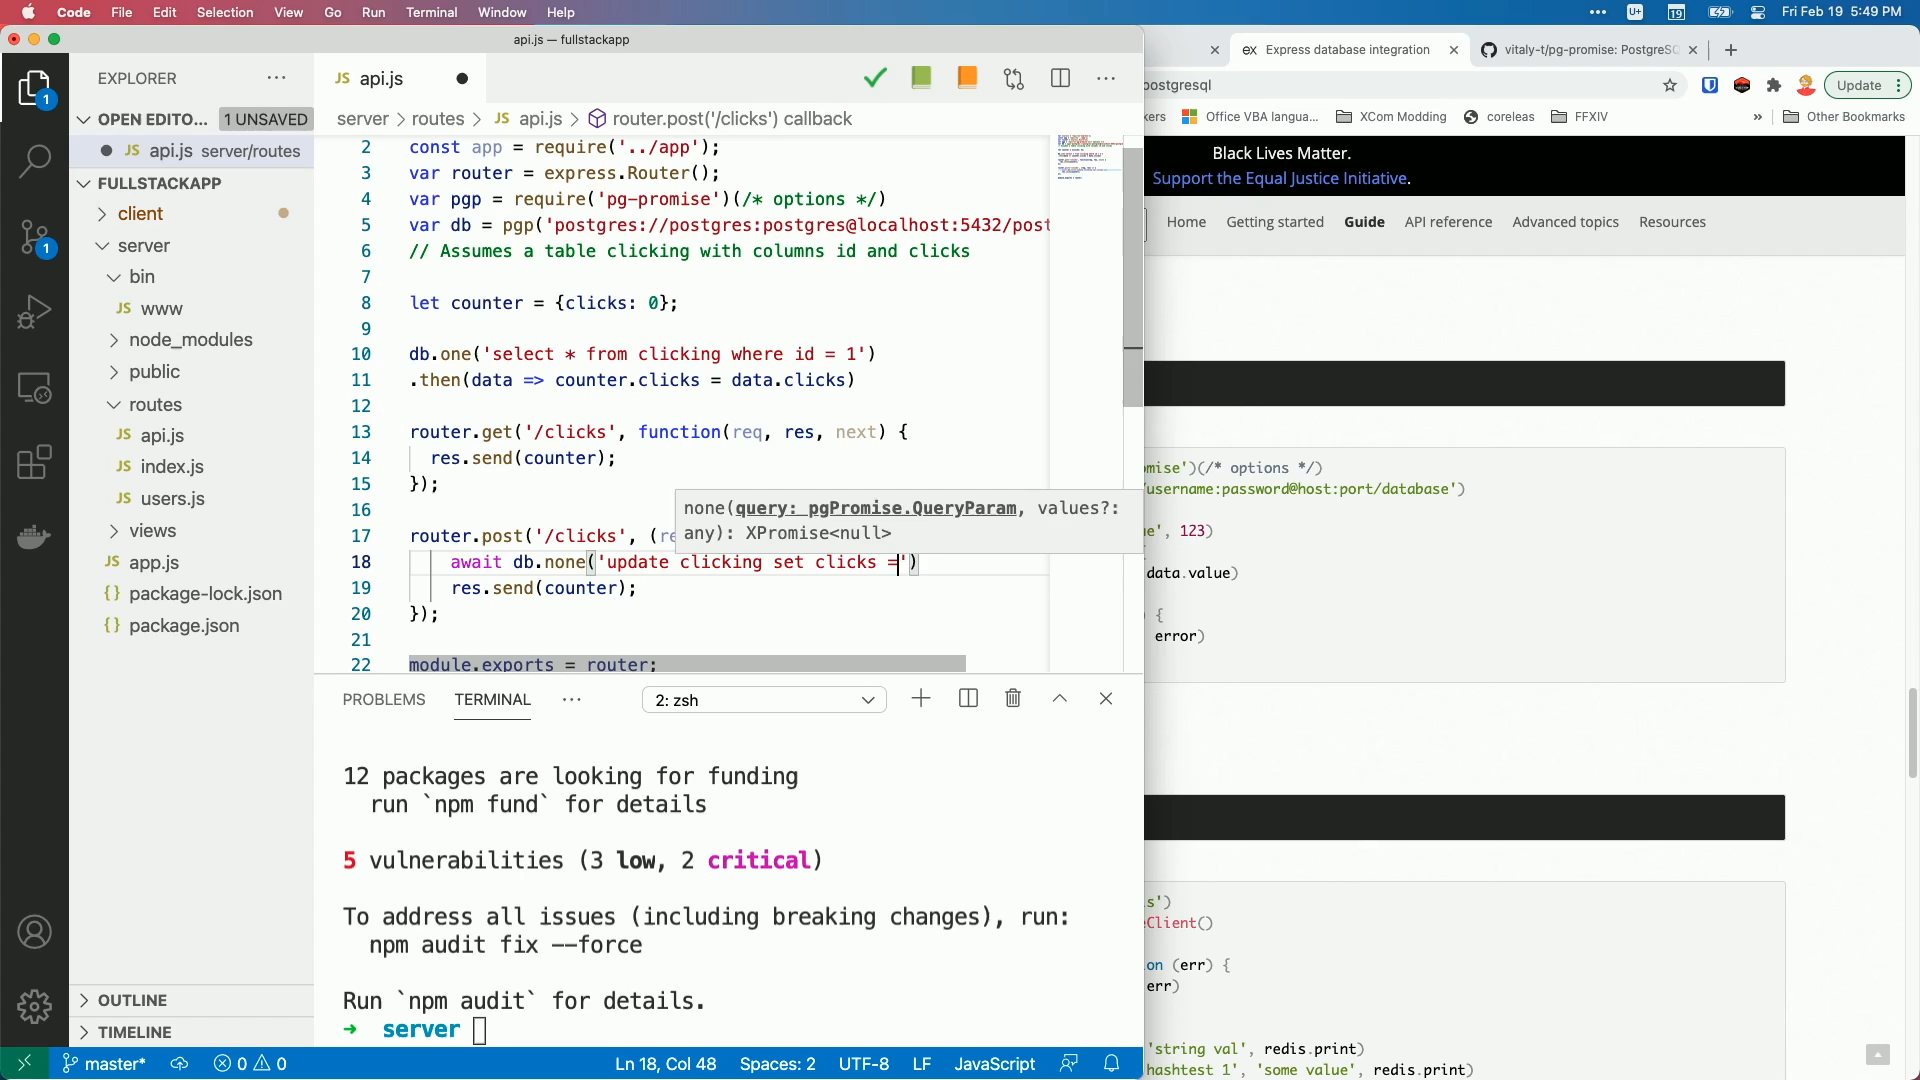 Code File Edit Selection View Go Run Terminal Window Help
U+ 19 Fri Feb 19 5:49 PM
api.js — fullstackapp
EXPLORER
OPEN EDITO... 1 UNSAVED
JS api.js server/routes
FULLSTACKAPP
client
server
bin
JS www
node_modules
public
routes
JS api.js
JS index.js
JS users.js
views
JS app.js
{} package-lock.json
{} package.json
OUTLINE
TIMELINE
1
1
JS api.js
server > routes > JS api.js > router.post('/clicks') callback
2 const app = require('../app');
3 var router = express.Router();
4 var pgp = require('pg-promise')(/* options */)
5 var db = pgp('postgres://postgres:postgres@localhost:5432/post
6 // Assumes a table clicking with columns id and clicks
7
8 let counter = {clicks: 0};
9
10 db.one('select * from clicking where id = 1')
11 .then(data => counter.clicks = data.clicks)
12
13 router.get('/clicks', function(req, res, next) {
14 res.send(counter);
15 });
16
none(query: pgPromise.QueryParam, values?:
any): XPromise<null>
17 router.post('/clicks', (re
18 await db.none('update clicking set clicks =')
19 res.send(counter);
20 });
21
22 module.exports = router;
PROBLEMS TERMINAL ... 2: zsh
12 packages are looking for funding
run `npm fund` for details
5 vulnerabilities (3 low, 2 critical)
To address all issues (including breaking changes), run:
npm audit fix --force
Run `npm audit` for details.
➜ server
master* 0 0 Ln 18, Col 48 Spaces: 2 UTF-8 LF JavaScript
ex Express database integration
vitaly-t/pg-promise: PostgreSQ
postgresql
Update
kers Office VBA langua... XCom Modding coreleas FFXIV » Other Bookmarks
Black Lives Matter.
Support the Equal Justice Initiative.
Home Getting started Guide API reference Advanced topics Resources
mise')(/* options */)
username:password@host:port/database')
ue', 123)
data.value)
{
error)
s')
eClient()
on (err) {
err)
'string val', redis.print)
hashtest 1', 'some value', redis.print)